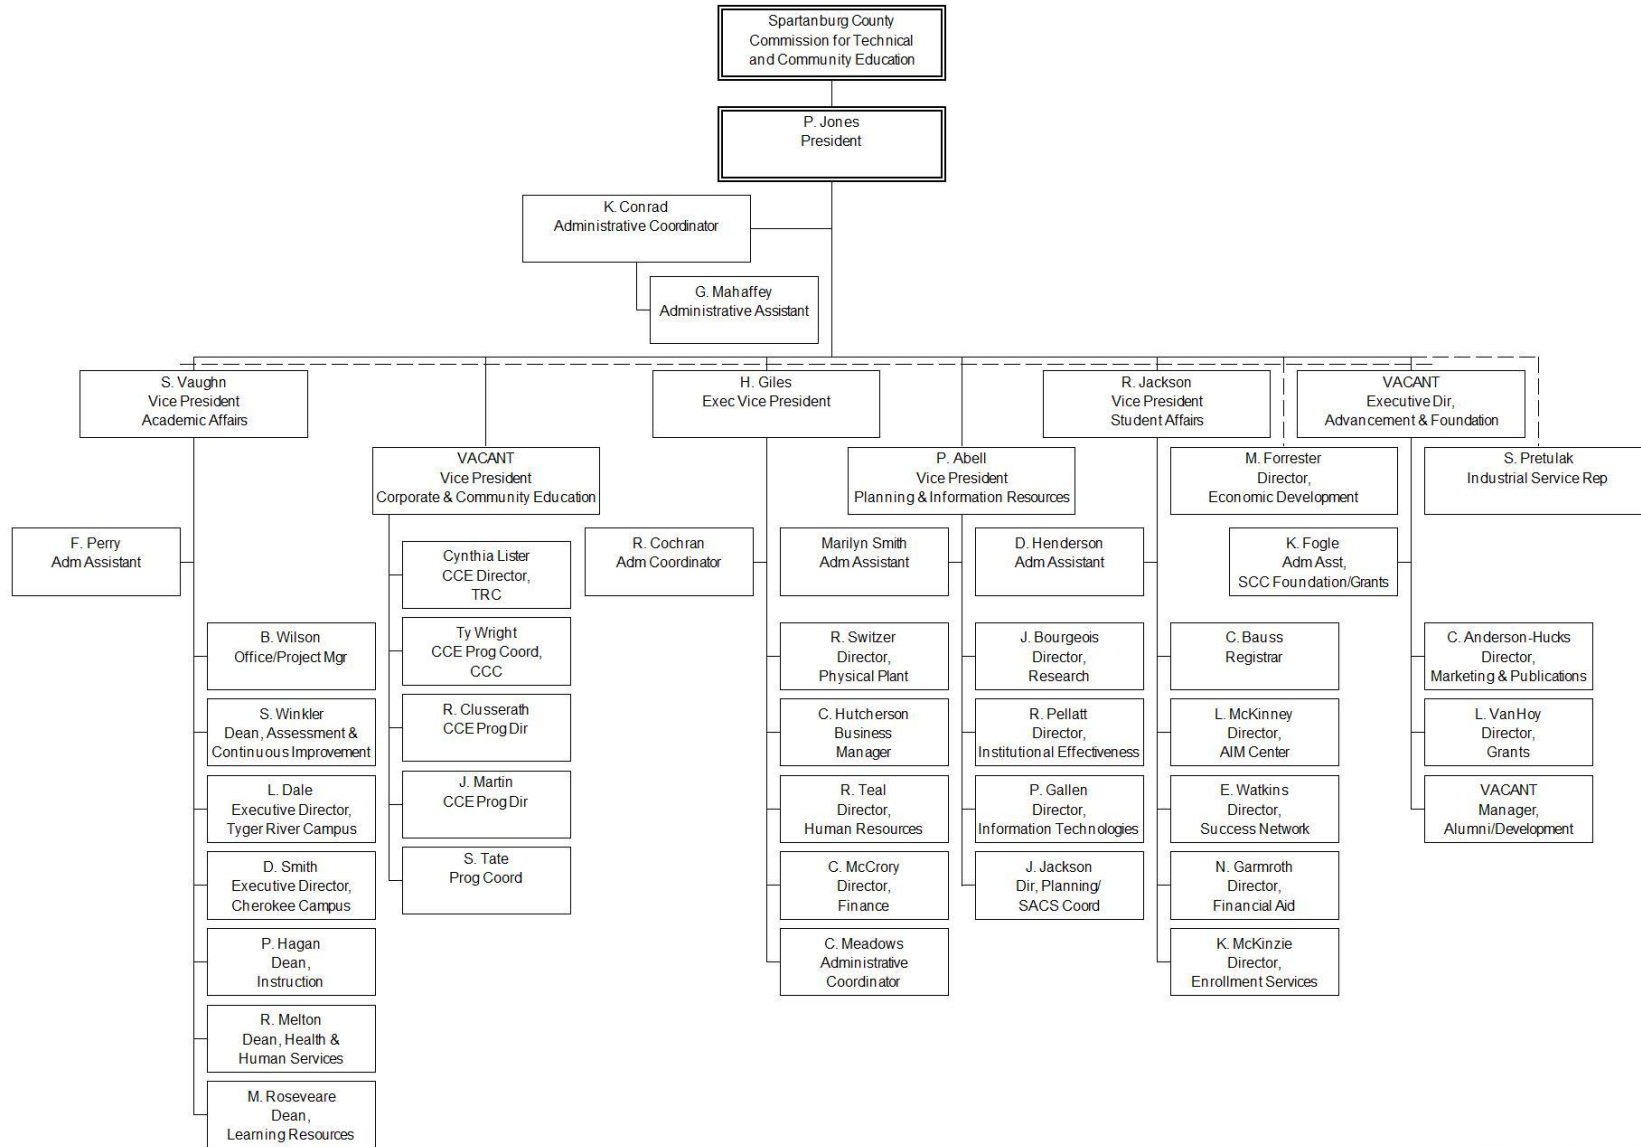 Spartanburg County
Commission for Technical
and Community Education
P. Jones
President
K. Conrad
Administrative Coordinator
G. Mahaffey
Administrative Assistant
S. Vaughn
Vice President
Academic Affairs
H. Giles
Exec Vice President
R. Jackson
Vice President
Student Affairs
VACANT
Executive Dir,
Advancement & Foundation
VACANT
Vice President
Corporate & Community Education
P. Abell
Vice President
Planning & Information Resources
M. Forrester
Director,
Economic Development
S. Pretulak
Industrial Service Rep
F. Perry
Adm Assistant
B. Wilson
Office/Project Mgr
S. Winkler
Dean, Assessment &
Continuous Improvement
L. Dale
Executive Director,
Tyger River Campus
D. Smith
Executive Director,
Cherokee Campus
P. Hagan
Dean,
Instruction
R. Melton
Dean, Health &
Human Services
M. Roseveare
Dean,
Learning Resources
Cynthia Lister
CCE Director,
TRC
Ty Wright
CCE Prog Coord,
CCC
R. Clusserath
CCE Prog Dir
J. Martin
CCE Prog Dir
S. Tate
Prog Coord
R. Cochran
Adm Coordinator
R. Switzer
Director,
Physical Plant
C. Hutcherson
Business
Manager
R. Teal
Director,
Human Resources
C. McCrory
Director,
Finance
C. Meadows
Administrative
Coordinator
Marilyn Smith
Adm Assistant
J. Bourgeois
Director,
Research
R. Pellatt
Director,
Institutional Effectiveness
P. Gallen
Director,
Information Technologies
J. Jackson
Dir, Planning/
SACS Coord
D. Henderson
Adm Assistant
C. Bauss
Registrar
L. McKinney
Director,
AIM Center
E. Watkins
Director,
Success Network
N. Garmroth
Director,
Financial Aid
K. McKinzie
Director,
Enrollment Services
K. Fogle
Adm Asst,
SCC Foundation/Grants
C. Anderson-Hucks
Director,
Marketing & Publications
L. VanHoy
Director,
Grants
VACANT
Manager,
Alumni/Development